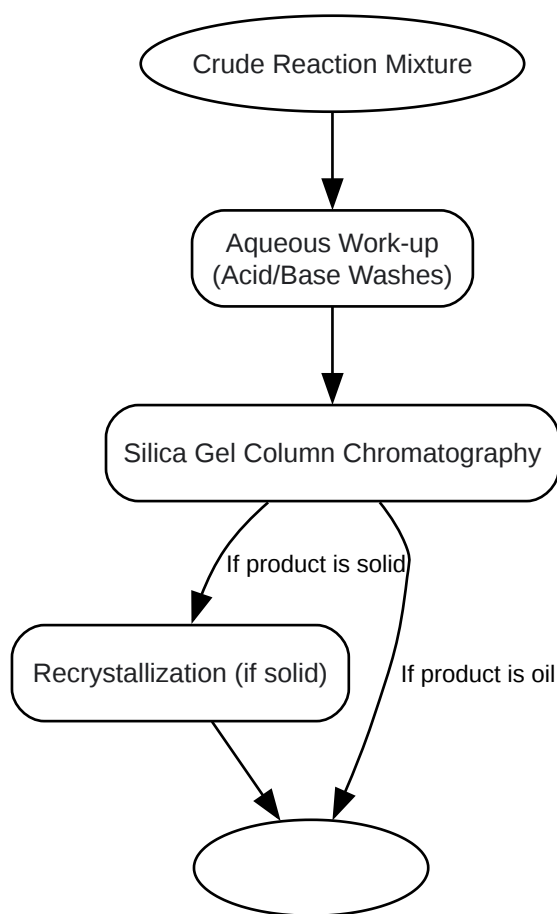 Crude Reaction Mixture
Aqueous Work-up
(Acid/Base Washes)
Silica Gel Column Chromatography
If product is solid
Recrystallization (if solid)
If product is oil